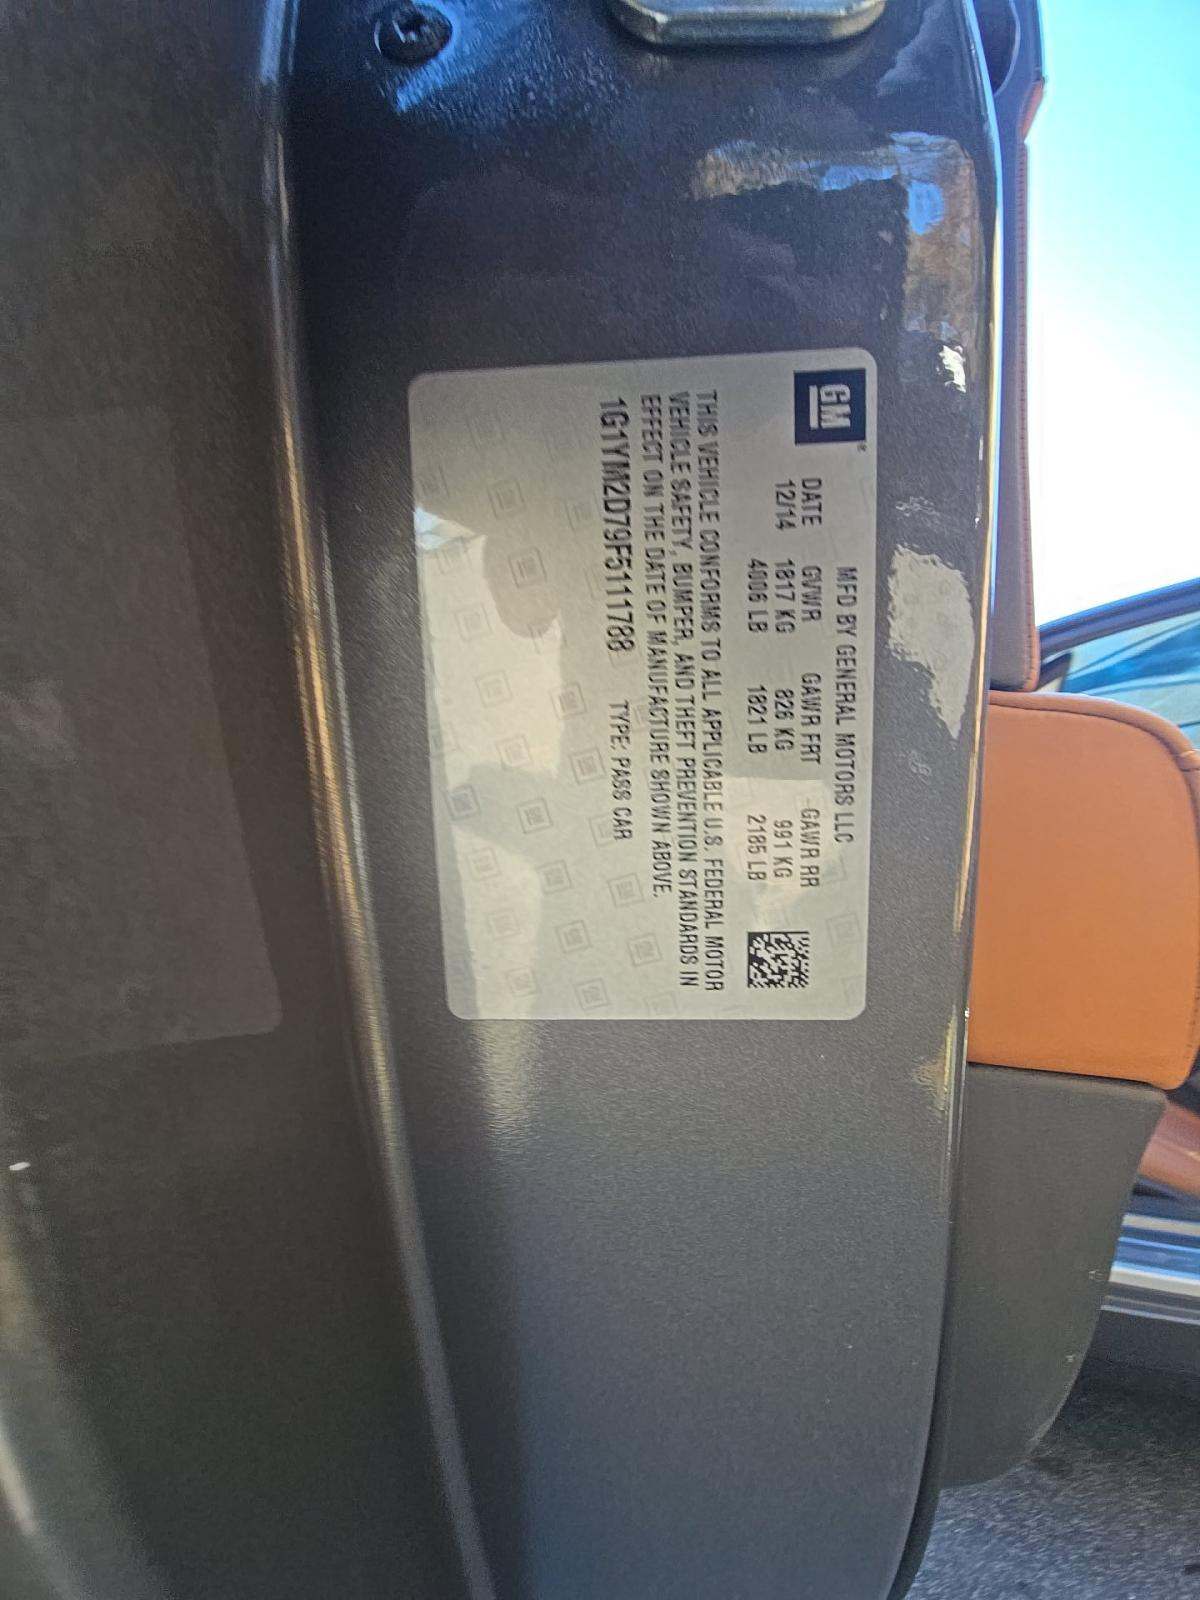 GM®
MFD BY GENERAL MOTORS LLC
DATE GVWR GAWR FRT GAWR RR
12/14 1817 KG 826 KG 991 KG
4006 LB 1821 LB 2185 LB
THIS VEHICLE CONFORMS TO ALL APPLICABLE U.S. FEDERAL MOTOR
VEHICLE SAFETY, BUMPER, AND THEFT PREVENTION STANDARDS IN
EFFECT ON THE DATE OF MANUFACTURE SHOWN ABOVE.
1G1YM2D79F5111788 TYPE: PASS CAR